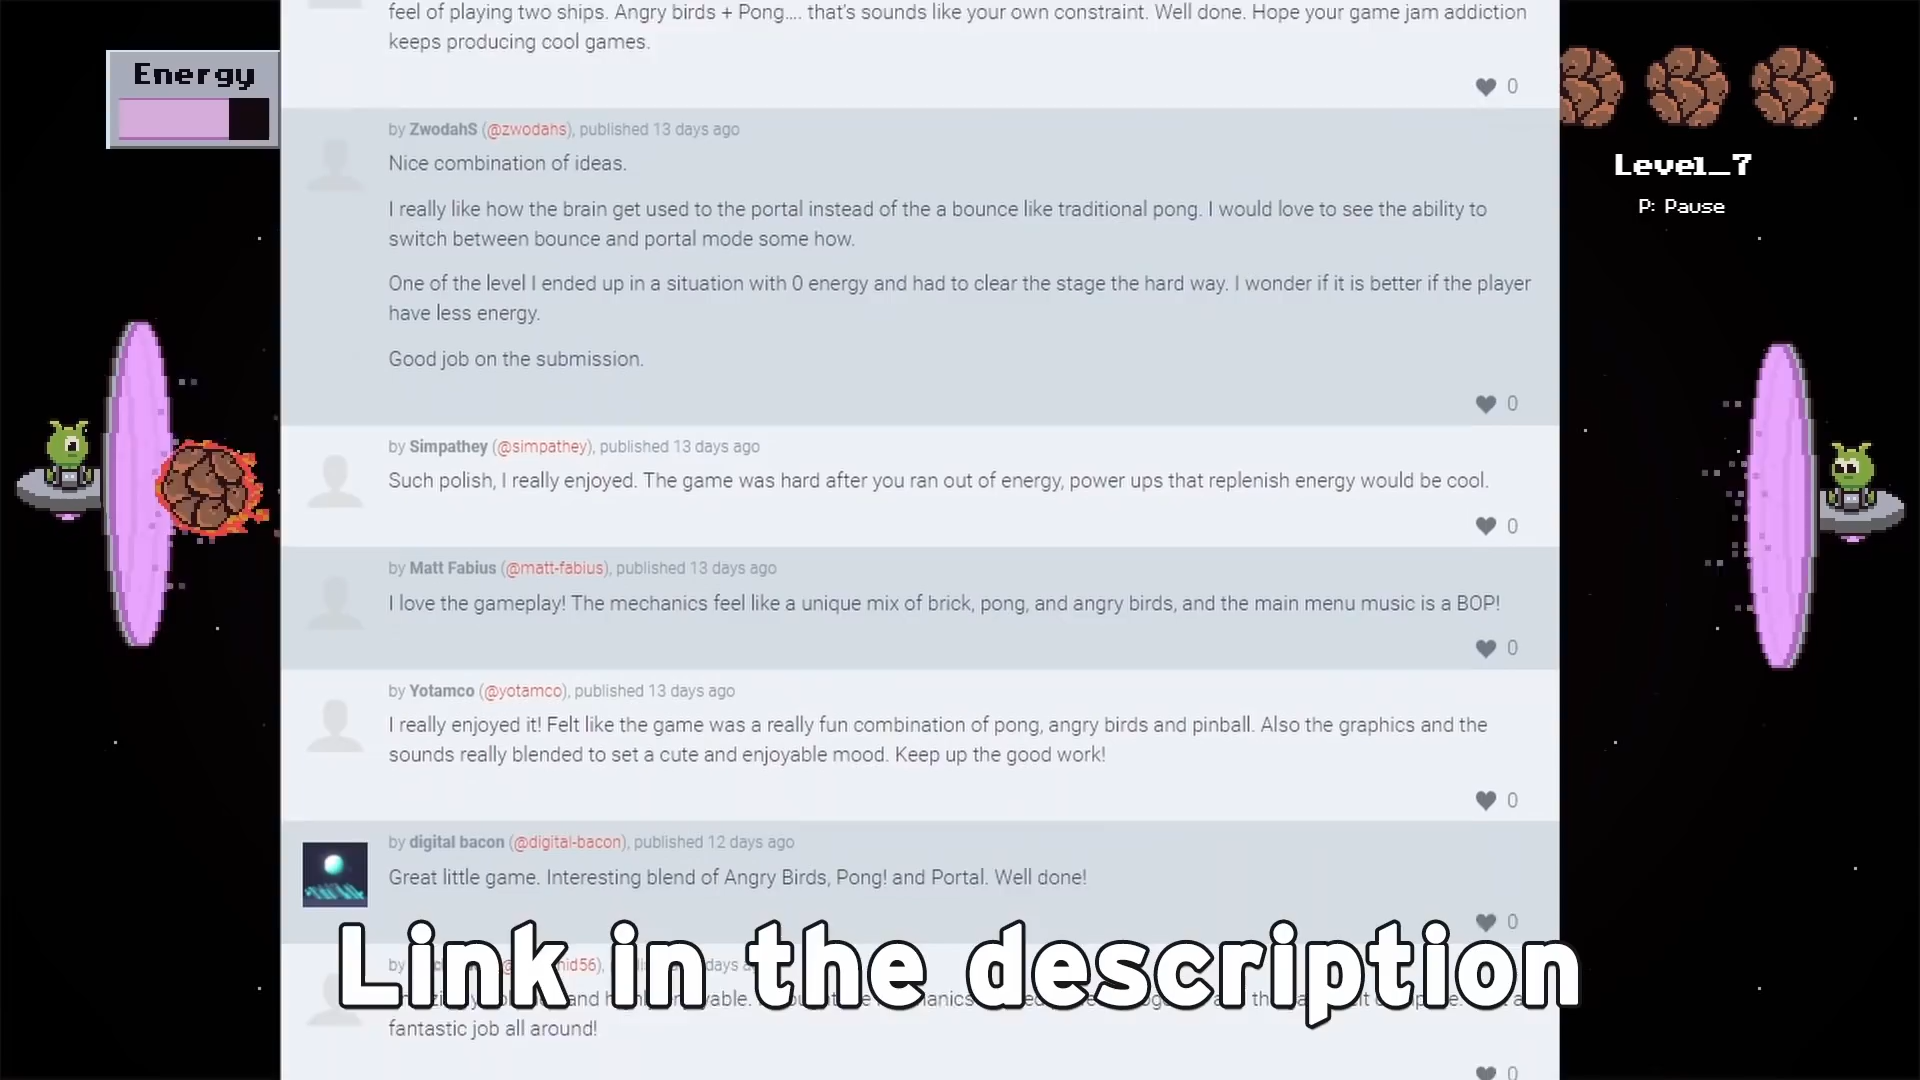 feel of playing two ships. Angry birds + Pong.... that's sounds like your own constraint. Well done. Hope your game jam addiction
keeps producing cool games.
0
Energy
Level_7
P: Pause
by ZwodahS (@zwodahs), published 13 days ago
Nice combination of ideas.
I really like how the brain get used to the portal instead of the a bounce like traditional pong. I would love to see the ability to
switch between bounce and portal mode some how.
One of the level I ended up in a situation with 0 energy and had to clear the stage the hard way. I wonder if it is better if the player
have less energy.
Good job on the submission.
0
by Simpathey (@simpathey), published 13 days ago
Such polish, I really enjoyed. The game was hard after you ran out of energy, power ups that replenish energy would be cool.
0
by Matt Fabius (@matt-fabius), published 13 days ago
I love the gameplay! The mechanics feel like a unique mix of brick, pong, and angry birds, and the main menu music is a BOP!
0
by Yotamco (@yotamco), published 13 days ago
I really enjoyed it! Felt like the game was a really fun combination of pong, angry birds and pinball. Also the graphics and the
sounds really blended to set a cute and enjoyable mood. Keep up the good work!
0
by digital bacon (@digital-bacon), published 12 days ago
Great little game. Interesting blend of Angry Birds, Pong! and Portal. Well done!
0
Link in the description
by
and
fantastic job all around!
0